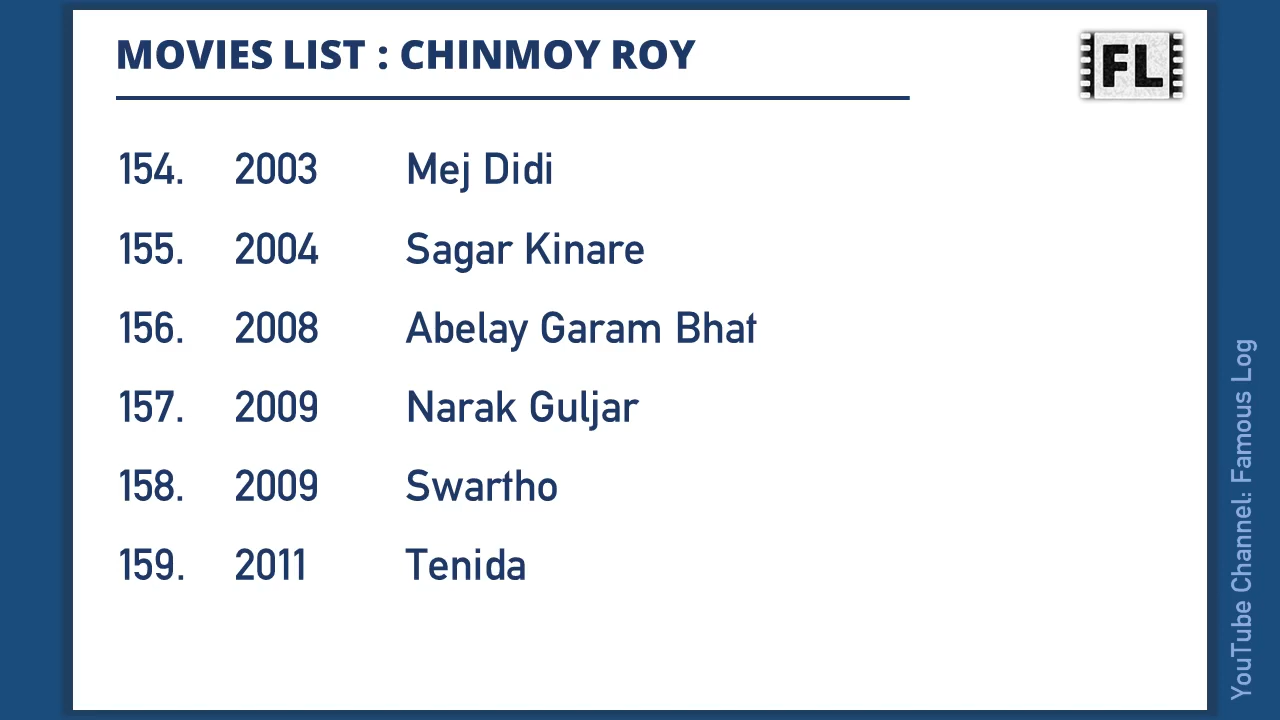 MOVIES LIST : CHINMOY ROY
FL
154. 2003 Mej Didi
155. 2004 Sagar Kinare
156. 2008 Abelay Garam Bhat
157. 2009 Narak Guljar
158. 2009 Swartho
159. 2011 Tenida
YouTube Channel: Famous Log